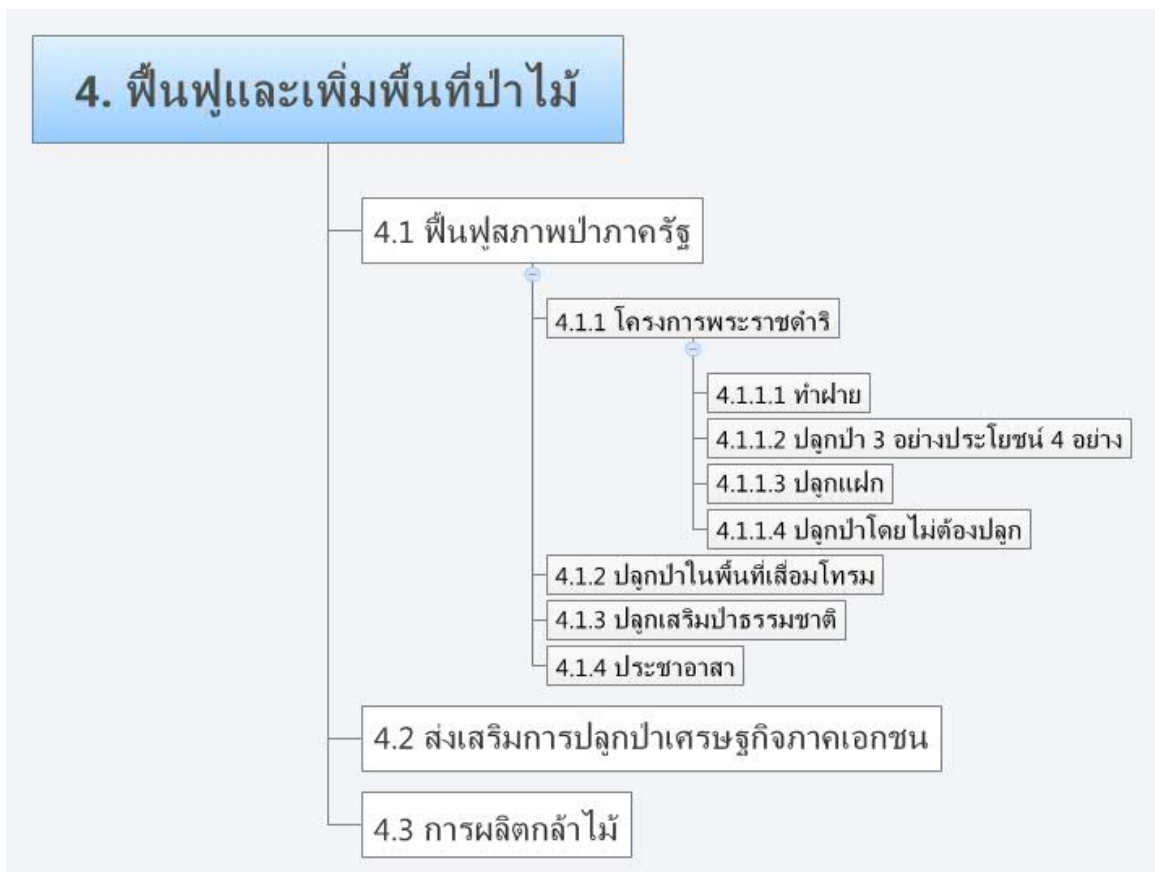 4. ฟื้นฟูและเพิ่มพื้นที่ป่าไม้
4.1 ฟื้นฟูสภาพป่าภาครัฐ
4.1.1 โครงการพระราชดำริ
4.1.1.1 ทำฝาย
4.1.1.2 ปลูกป่า 3 อย่างประโยชน์ 4 อย่าง
4.1.1.3 ปลูกแฝก
4.1.1.4 ปลูกป่าโดยไม่ต้องปลูก
4.1.2 ปลูกป่าในพื้นที่เสื่อมโทรม
4.1.3 ปลูกเสริมป่าธรรมชาติ
4.1.4 ประชาอาสา
4.2 ส่งเสริมการปลูกป่าเศรษฐกิจภาคเอกชน
4.3 การผลิตกล้าไม้